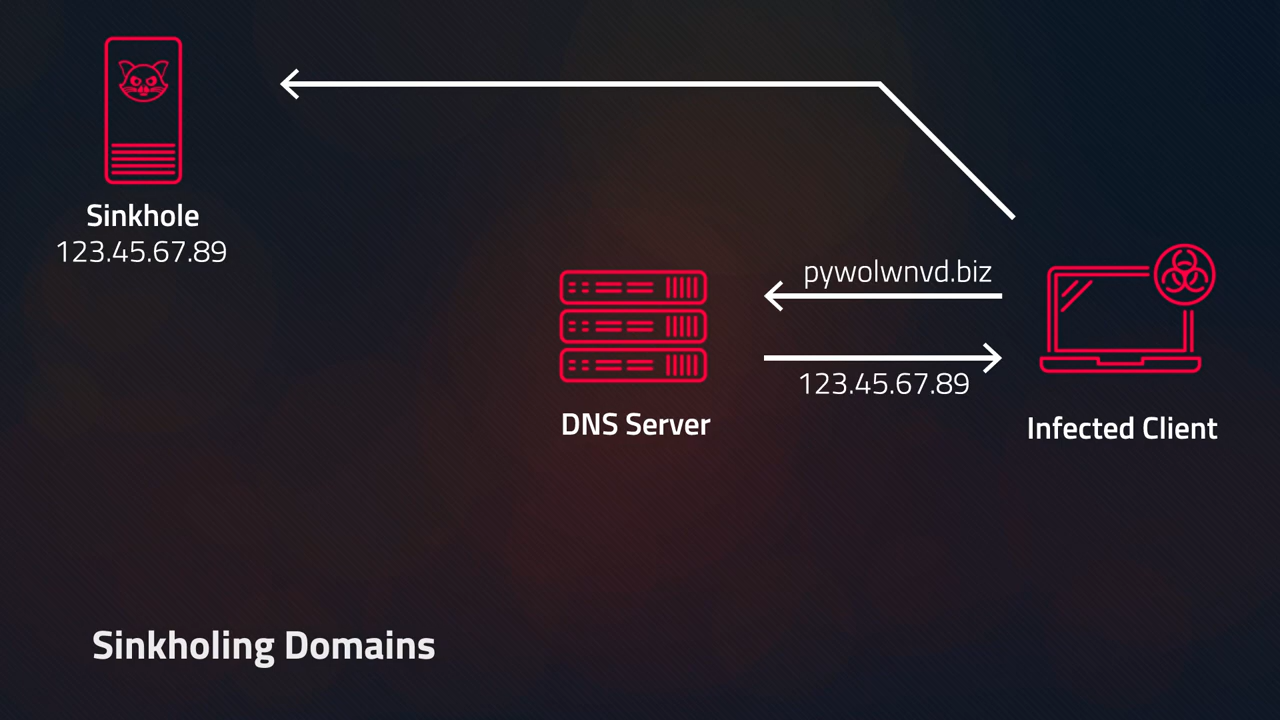 Sinkhole
123.45.67.89
pywolwnvd.biz
123.45.67.89
DNS Server
Infected Client
Sinkholing Domains